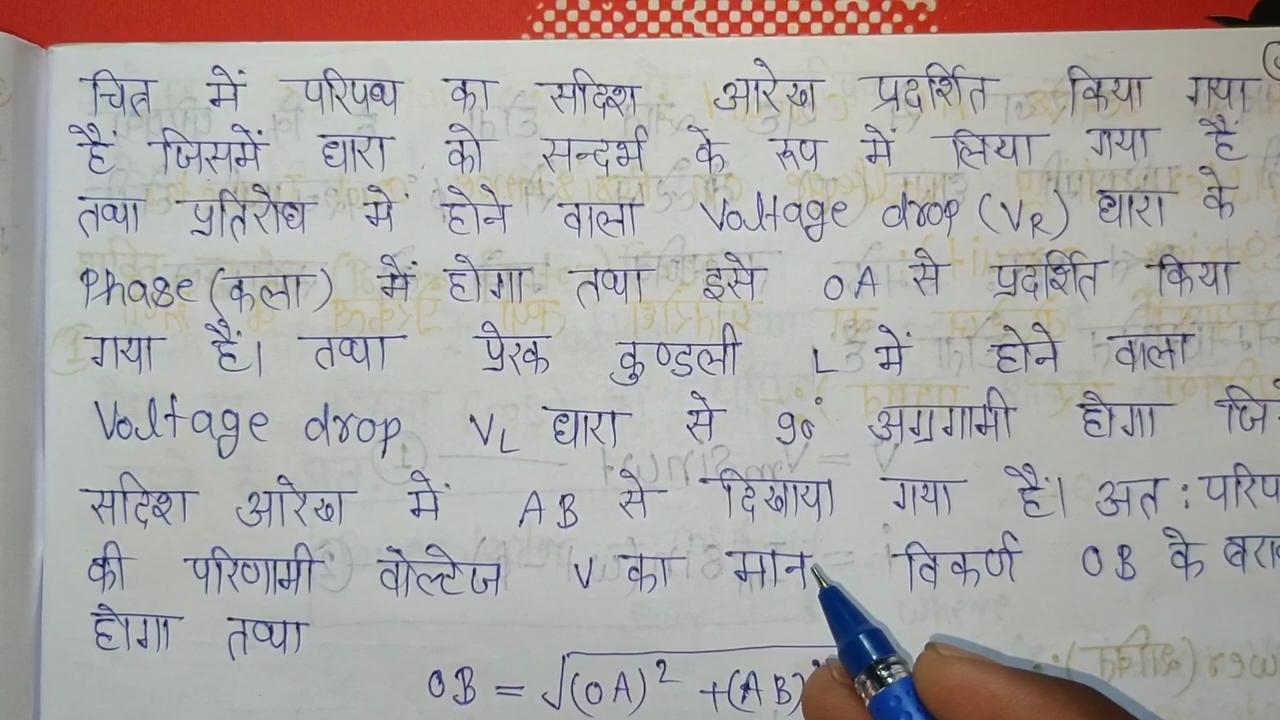 चित्र में परिपथ का सदिश आरेख प्रदर्शित किया गया
हैं जिसमें धारा को सन्दर्भ के रूप में लिया गया हैं
तथा प्रतिरोध में होने वाला Voltage drop (VR) धारा के
Phase (कला) में होगा तथा इसे OA से प्रदर्शित किया
गया हैं। तथा प्रेरक कुण्डली L में होने वाला
Voltage drop VL धारा से 90° अग्रगामी होगा जि
सदिश आरेख में AB से दिखाया गया हैं। अत: परिप
की परिणामी वोल्टेज V का मान विकर्ण OB के बरा
होगा तथा
OB = √(OA)² + (AB)